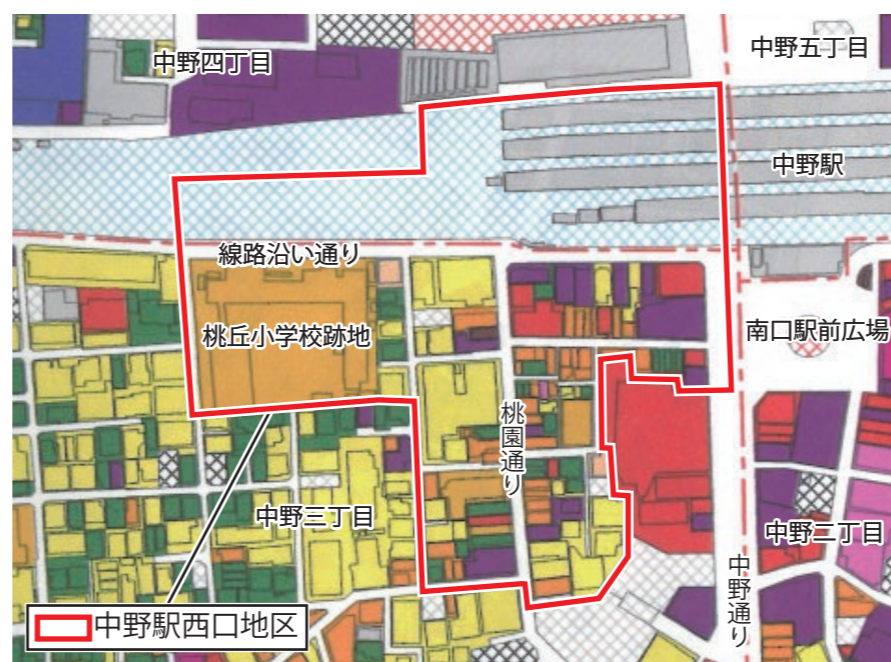 中野四丁目
中野五丁目
中野駅
線路沿い通り
桃丘小学校跡地
南口駅前広場
桃園通り
中野三丁目
中野二丁目
中野通り
中野駅西口地区